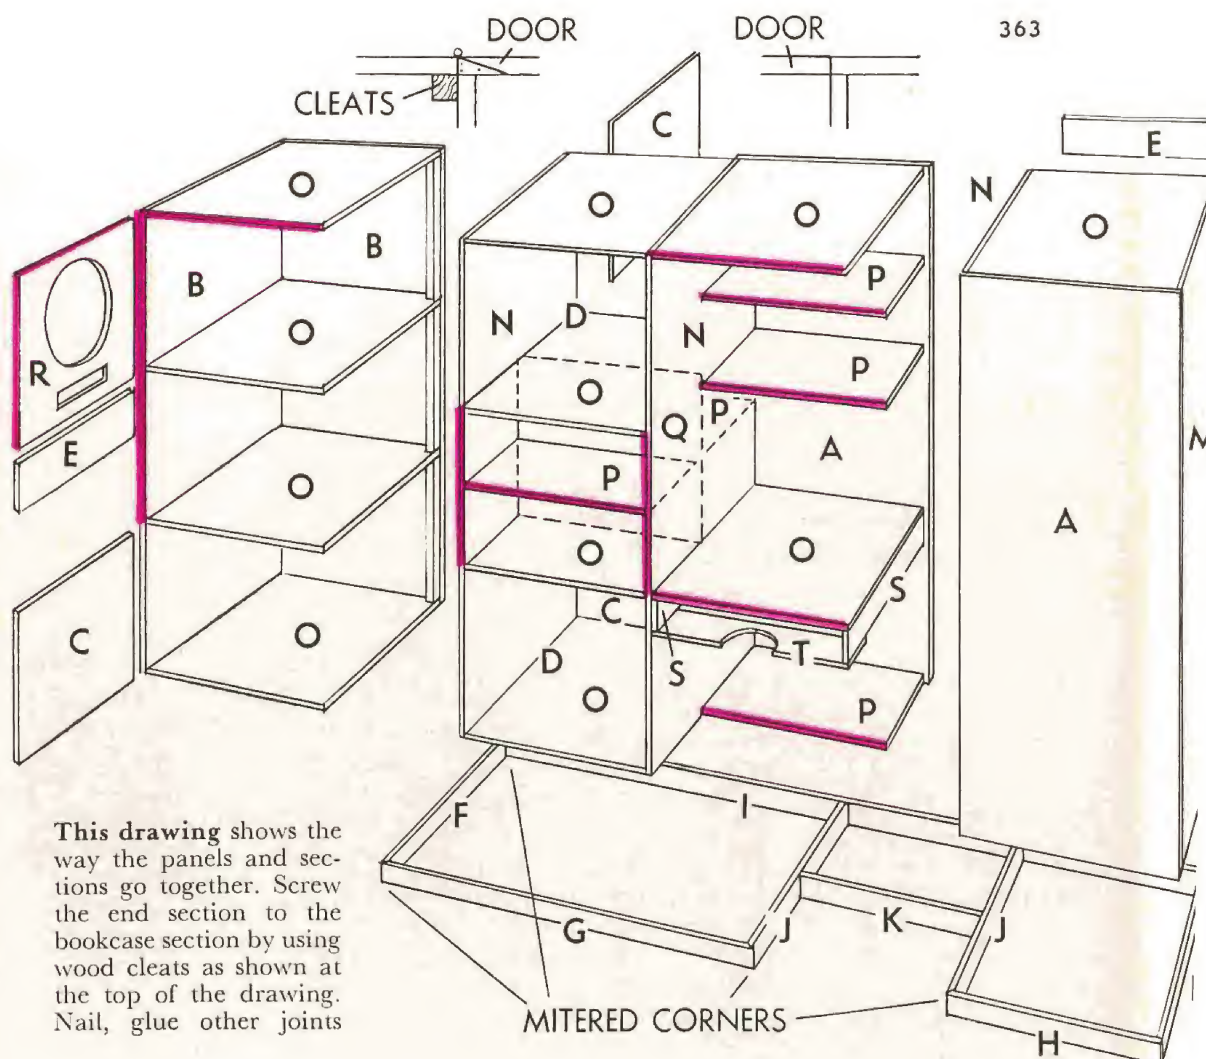 DOOR DOOR 363
CLEATS
C
E
O O O N O
B B P
R B N D N P
O O P
E Q P A M
O P O A
C O C S
D S T
O O P
F I
G J K J
MITERED CORNERS
H
This drawing shows the
way the panels and sec-
tions go together. Screw
the end section to the
bookcase section by using
wood cleats as shown at
the top of the drawing.
Nail, glue other joints